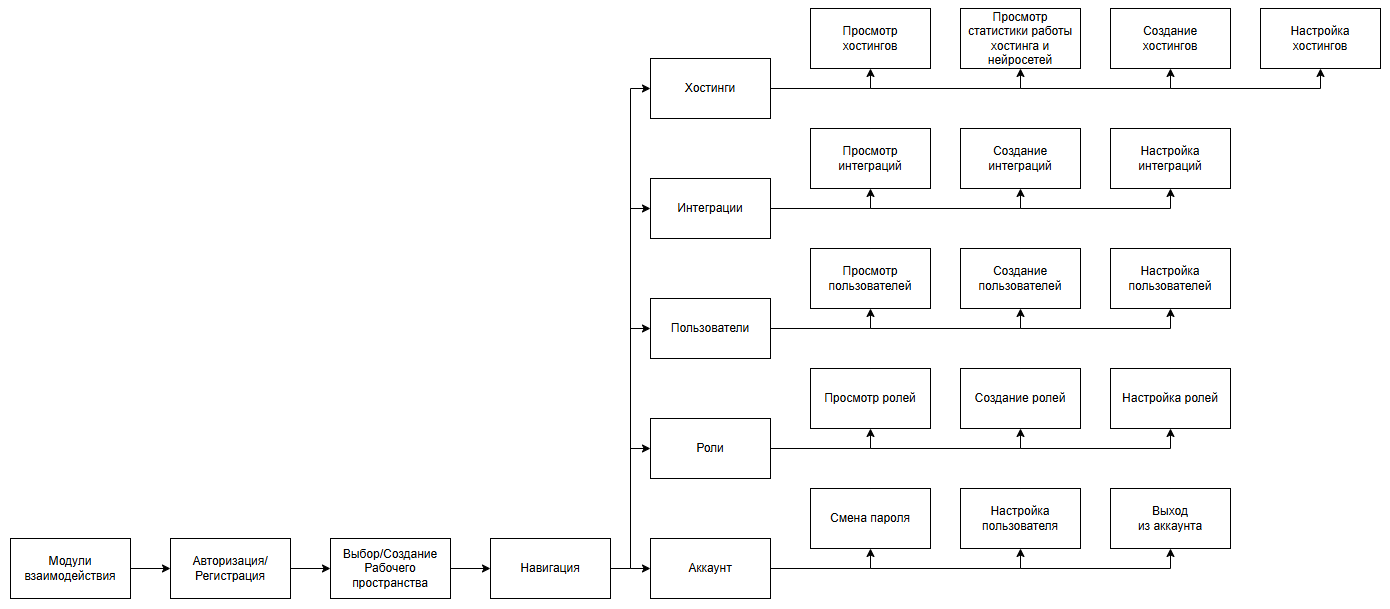 Просмотр
хостингов
Просмотр
статистики работы
хостинга и
нейросетей
Создание
хостингов
Настройка
хостингов
Хостинги
Просмотр
интеграций
Создание
интеграций
Настройка
интеграций
Интеграции
Просмотр
пользователей
Создание
пользователей
Настройка
пользователей
Пользователи
Просмотр ролей
Создание ролей
Настройка ролей
Роли
Смена пароля
Настройка
пользователя
Выход
из аккаунта
Модули
взаимодействия
Авторизация/
Регистрация
Выбор/Создание
Рабочего
пространства
Навигация
Аккаунт